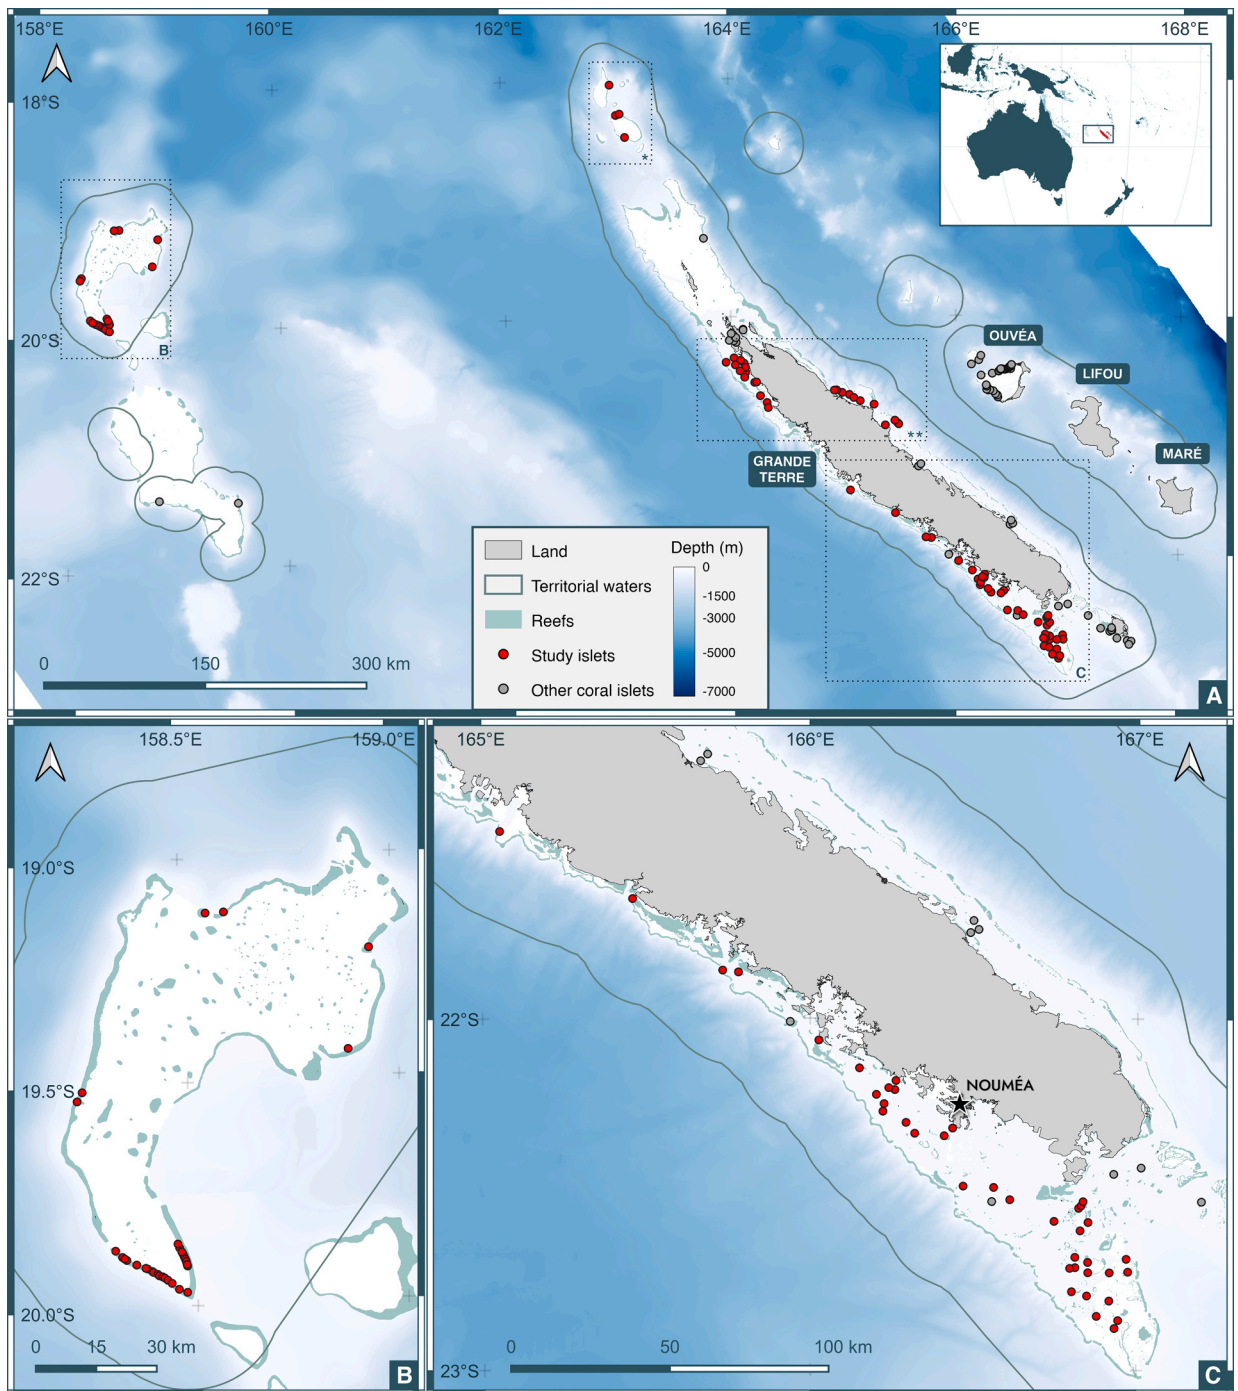 158°E 160°E 162°E 164°E 166°E 168°E
18°S
20°S
22°S
*
B
OUVÉA
LIFOU
MARÉ
**
GRANDE
TERRE
C
Land
Territorial waters
Reefs
Study islets
Other coral islets
Depth (m)
0
-1500
-3000
-5000
-7000
0 150 300 km
A
158.5°E 159.0°E
19.0°S
19.5°S
20.0°S
0 15 30 km
B
165°E 166°E 167°E
22°S
NOUMÉA
23°S
0 50 100 km
C